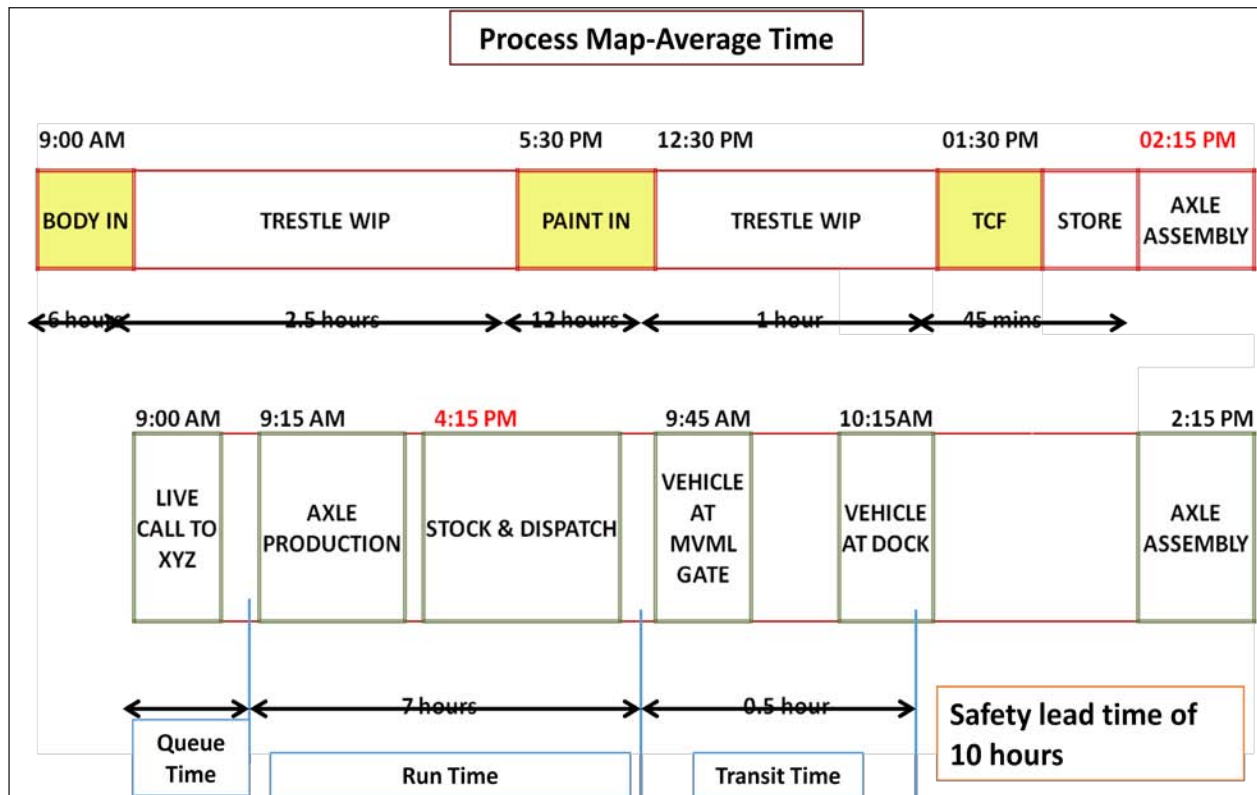 Process Map-Average Time
9:00 AM
5:30 PM
12:30 PM
01:30 PM
02:15 PM
BODY IN
TRESTLE WIP
PAINT IN
TRESTLE WIP
TCF
STORE
AXLE
ASSEMBLY
6 hours
2.5 hours
12 hours
1 hour
45 mins
9:00 AM
9:15 AM
4:15 PM
9:45 AM
10:15AM
2:15 PM
LIVE
CALL TO
XYZ
AXLE
PRODUCTION
STOCK & DISPATCH
VEHICLE
AT
MVML
GATE
VEHICLE
AT DOCK
AXLE
ASSEMBLY
7 hours
0.5 hour
Queue
Time
Run Time
Transit Time
Safety lead time of
10 hours